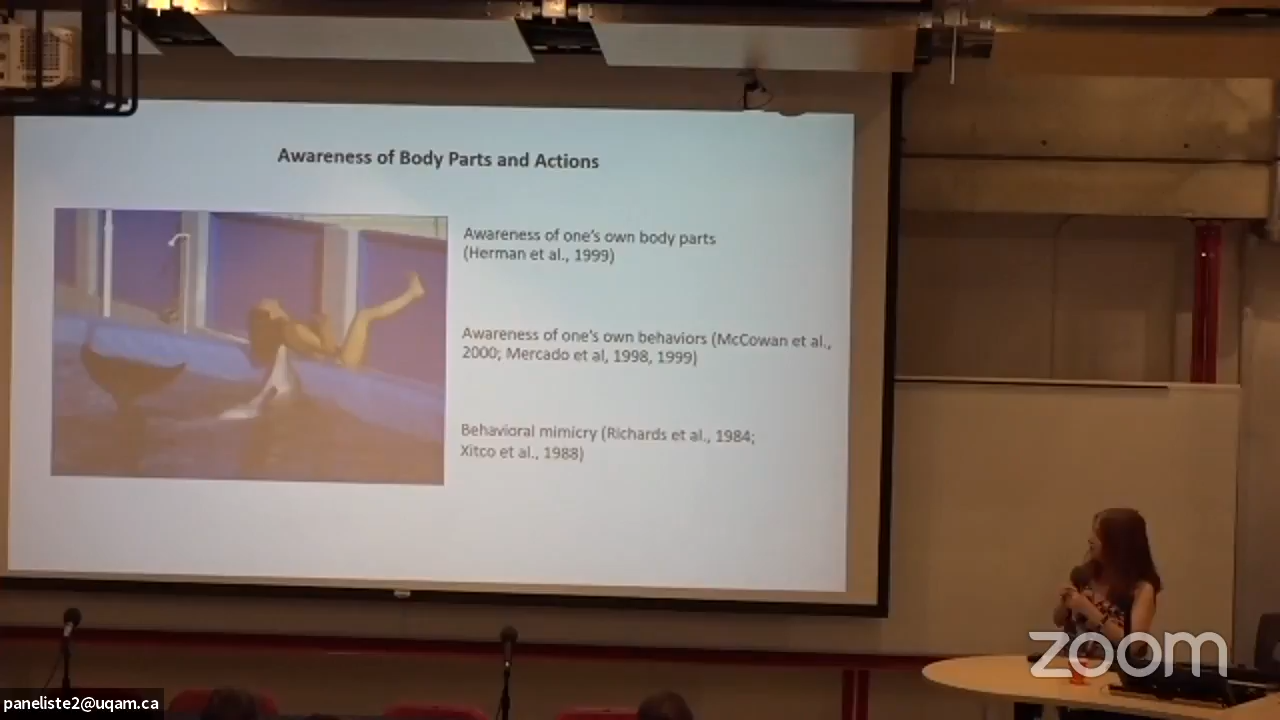 Awareness of Body Parts and Actions
Awareness of one's own body parts
(Herman et al., 1999)
Awareness of one's own behaviors (McCowan et al.,
2000; Mercado et al, 1998, 1999)
Behavioral mimicry (Richards et al., 1984;
Xitco et al., 1988)
zoom
paneliste2@uqam.ca